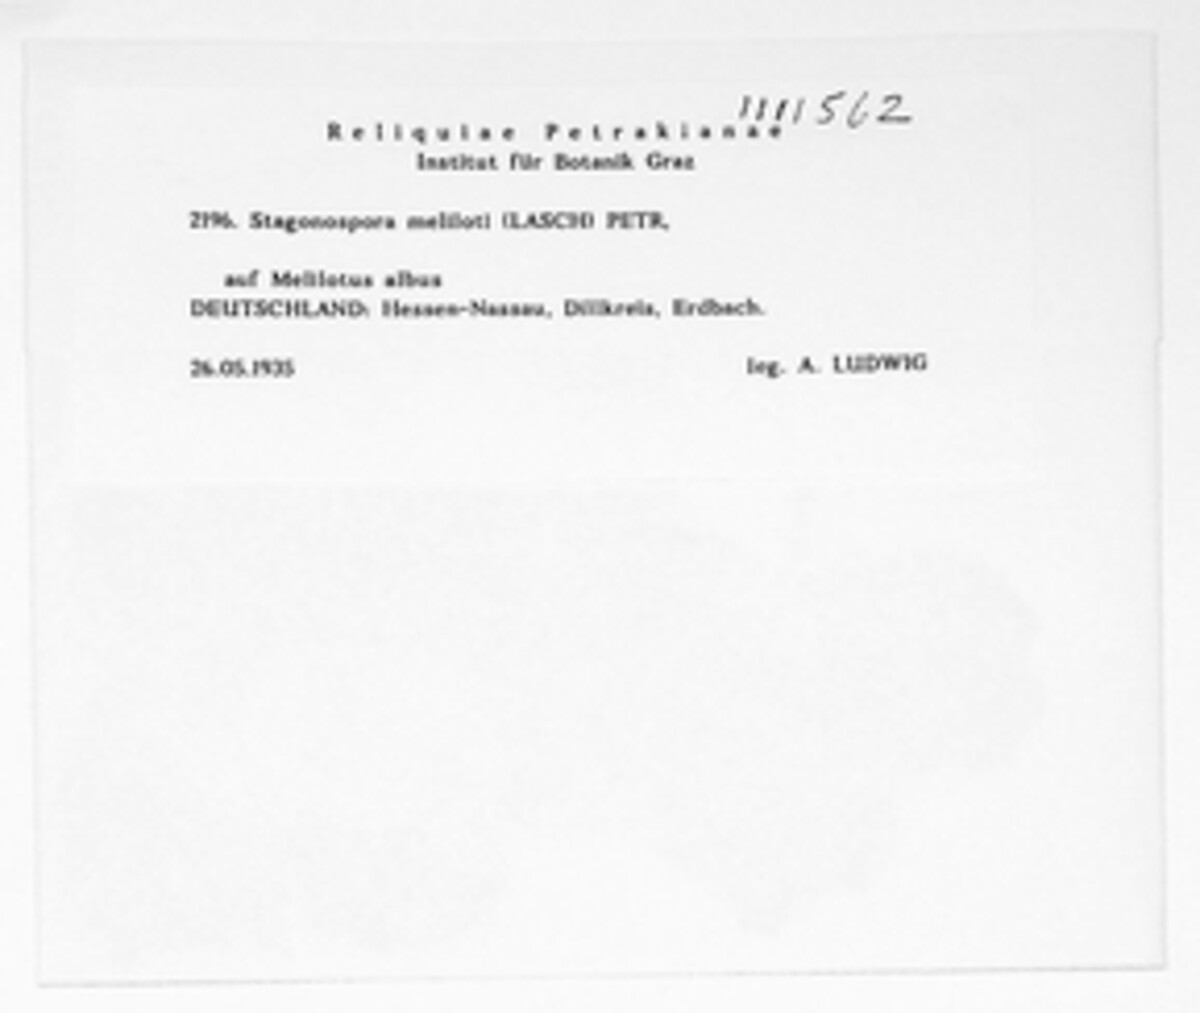 1111562
Reliquiae Petrakianae
Institut für Botanik Graz
2196. Stagonospora meliloti (LASCH) PETR.
auf Melilotus albus
DEUTSCHLAND: Hessen-Nassau, Dillkreis, Erdbach.
26.05.1935 leg. A. LUDWIG